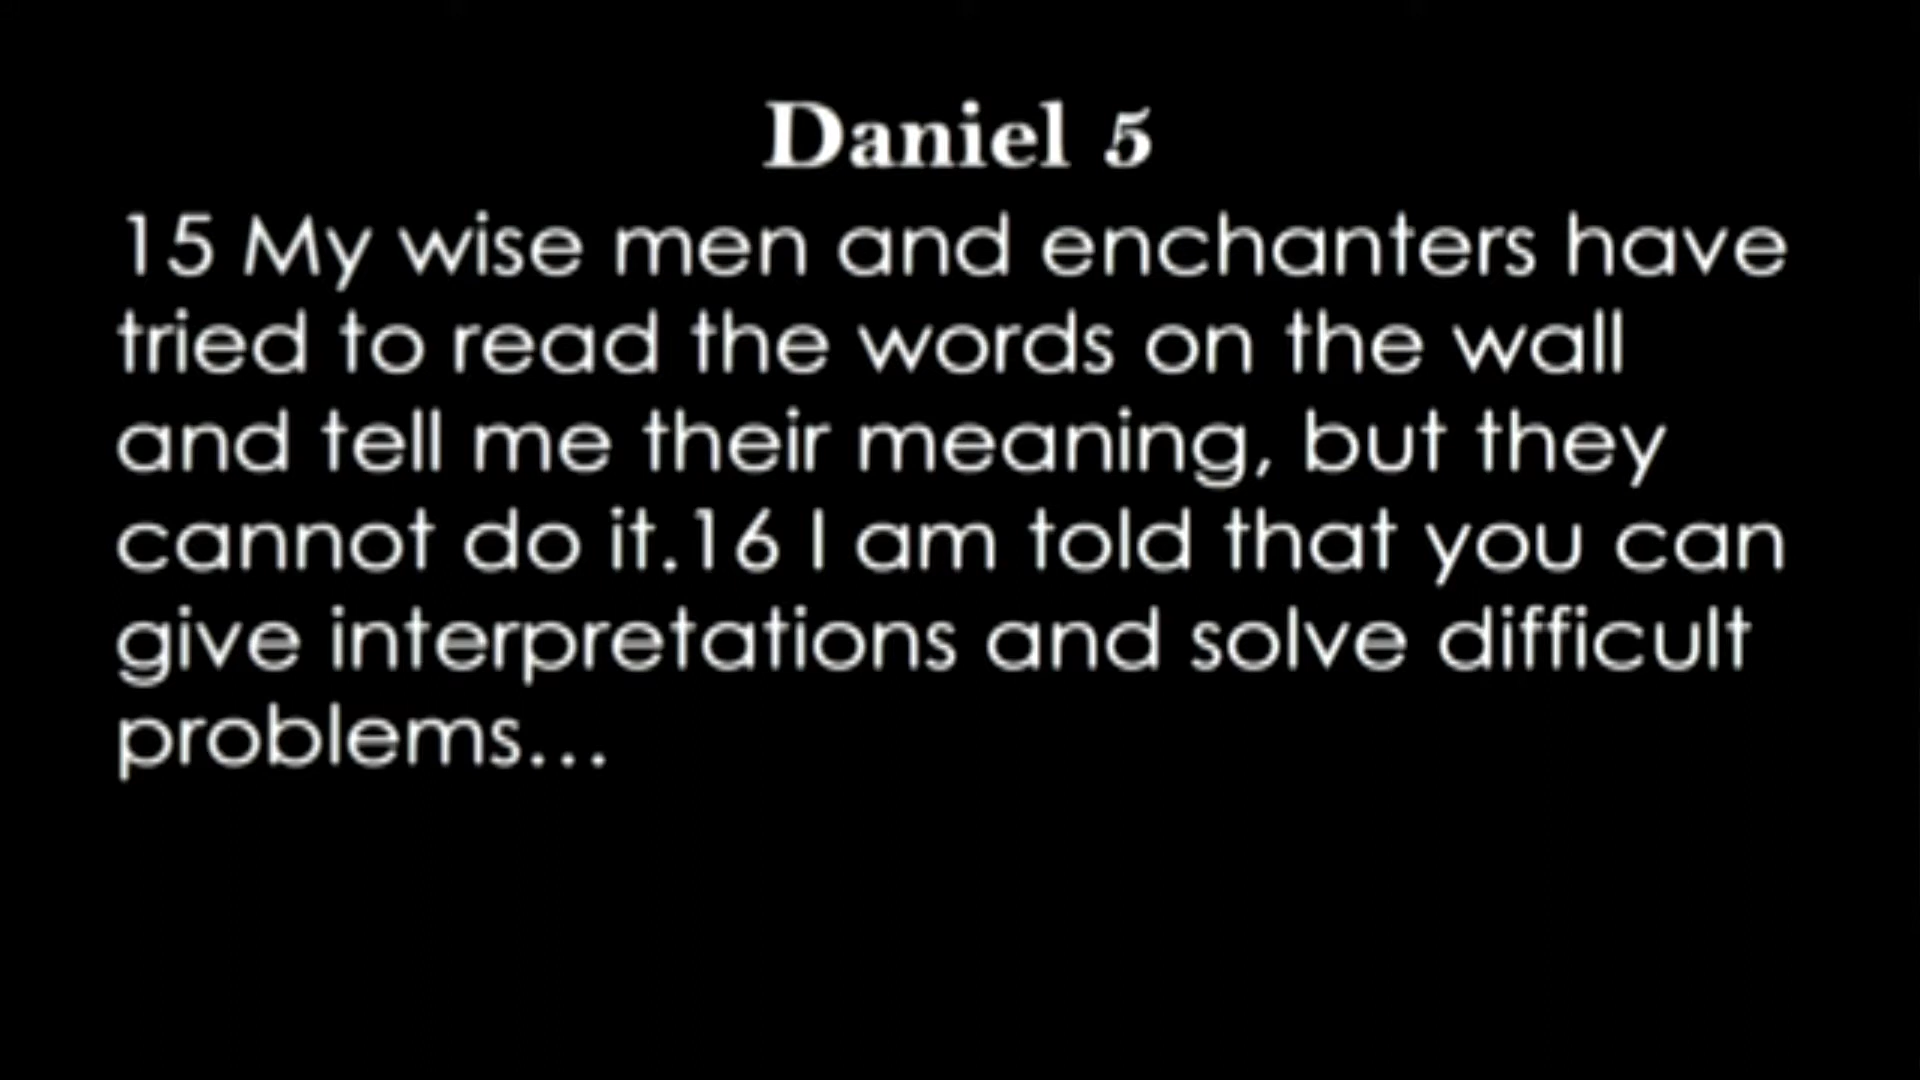 Daniel 5
15 My wise men and enchanters have
tried to read the words on the wall
and tell me their meaning, but they
cannot do it.16 I am told that you can
give interpretations and solve difficult
problems…